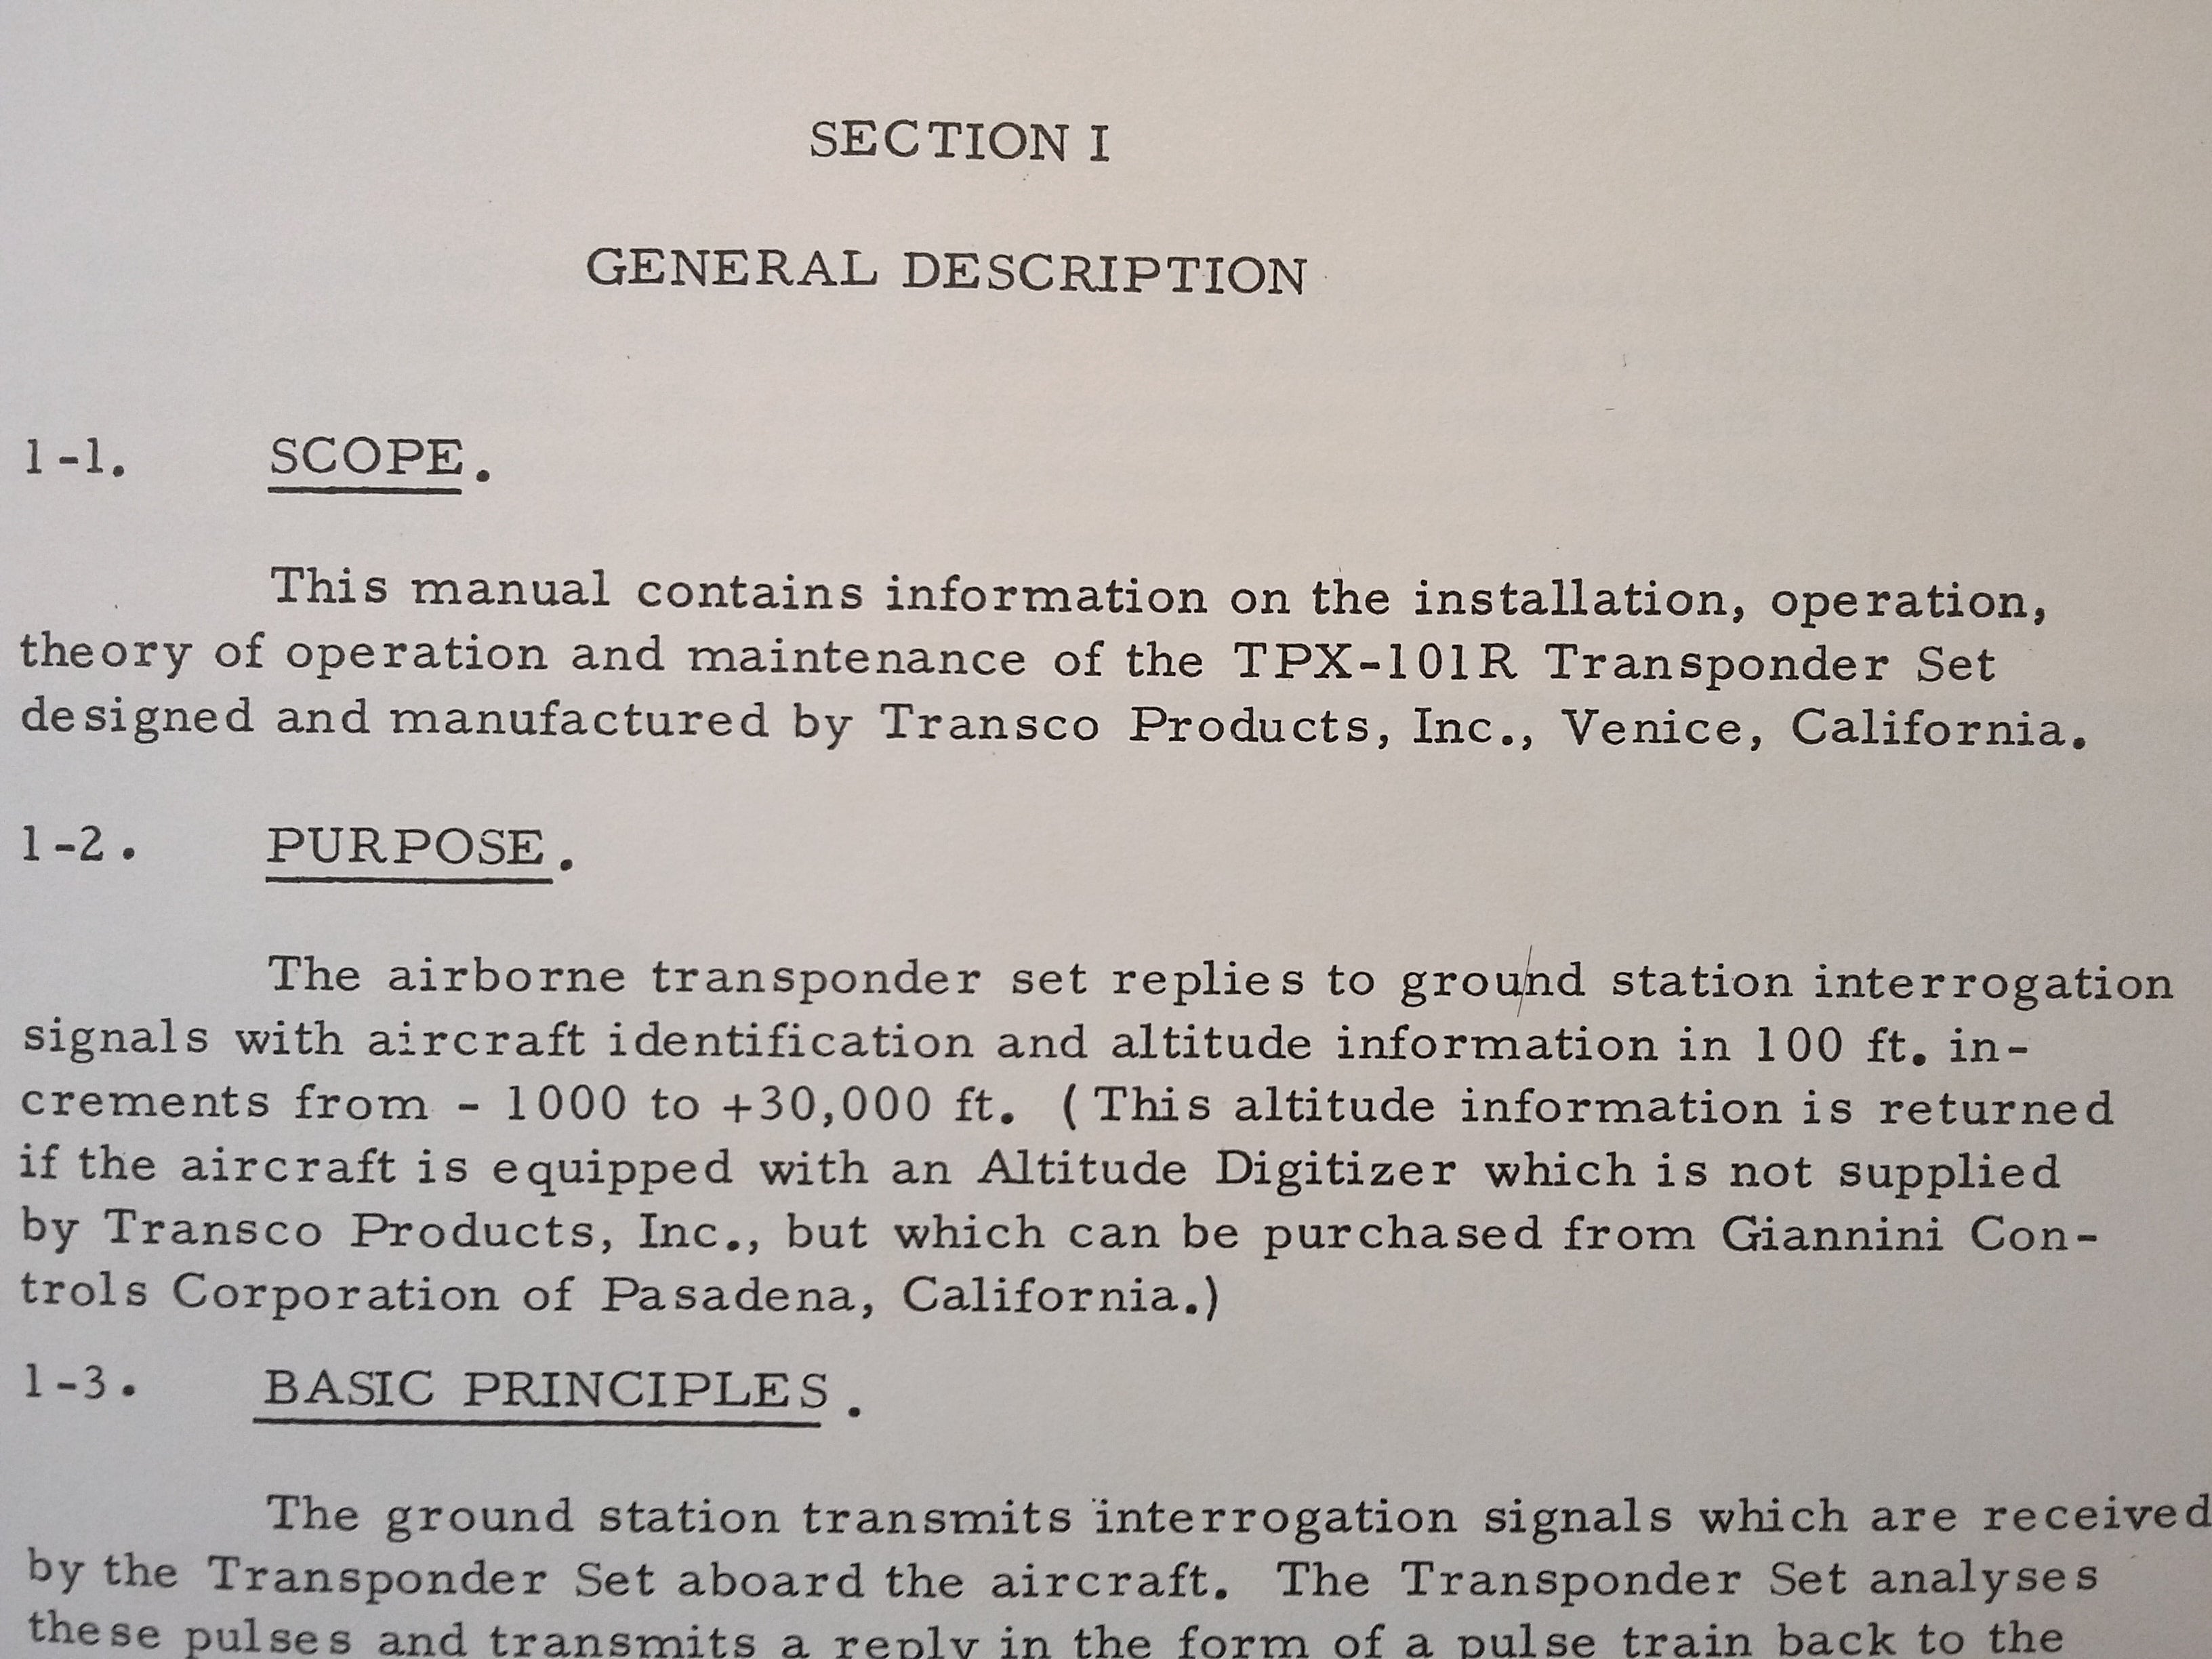 SECTION I
GENERAL DESCRIPTION
1-1. SCOPE.
This manual contains information on the installation, operation,
theory of operation and maintenance of the TPX-101R Transponder Set
designed and manufactured by Transco Products, Inc., Venice, California.
1-2. PURPOSE.
The airborne transponder set replies to ground station interrogation
signals with aircraft identification and altitude information in 100 ft. in-
crements from - 1000 to +30,000 ft. (This altitude information is returned
if the aircraft is equipped with an Altitude Digitizer which is not supplied
by Transco Products, Inc., but which can be purchased from Giannini Con-
trols Corporation of Pasadena, California.)
1-3. BASIC PRINCIPLES.
The ground station transmits interrogation signals which are received
by the Transponder Set aboard the aircraft. The Transponder Set analyses
these pulses and transmits a reply in the form of a pulse train back to the